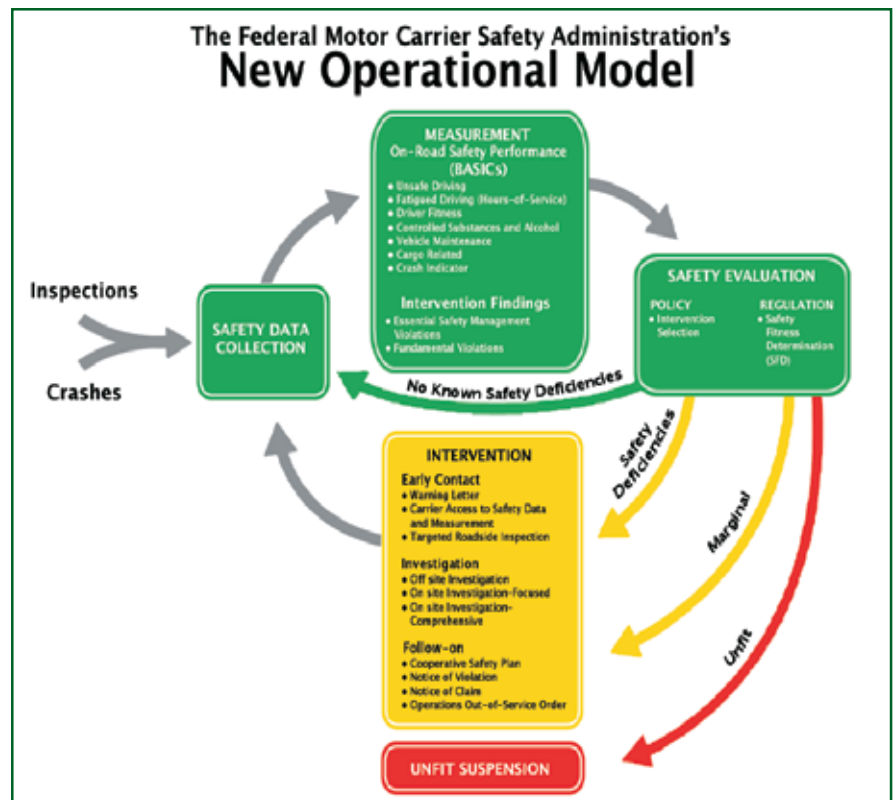 The Federal Motor Carrier Safety Administration's
New Operational Model
MEASUREMENT
On-Road Safety Performance
(BASICs)
• Unsafe Driving
• Fatigued Driving (Hours-of-Service)
• Driver Fitness
• Controlled Substances and Alcohol
• Vehicle Maintenance
• Cargo Related
• Crash Indicator
Intervention Findings
• Essential Safety Management
Violations
• Fundamental Violations
Inspections
Crashes
SAFETY DATA
COLLECTION
SAFETY EVALUATION
POLICY
• Intervention
Selection
REGULATION
• Safety
Fitness
Determination
(SFD)
No Known Safety Deficiencies
Safety
Deficiencies
Marginal
Unfit
INTERVENTION
Early Contact
• Warning Letter
• Carrier Access to Safety Data
and Measurement
• Targeted Roadside Inspection
Investigation
• Off site Investigation
• On site Investigation-Focused
• On site Investigation-
Comprehensive
Follow-on
• Cooperative Safety Plan
• Notice of Violation
• Notice of Claim
• Operations Out-of-Service Order
UNFIT SUSPENSION